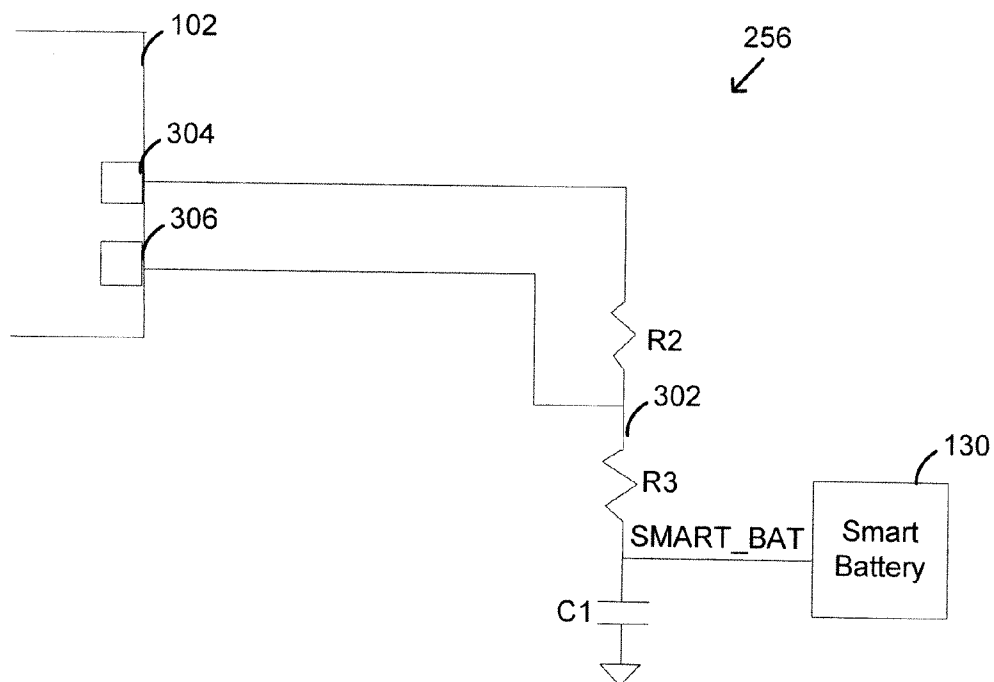 102
256
304
306
R2
302
130
R3
SMART_BAT
Smart
Battery
C1